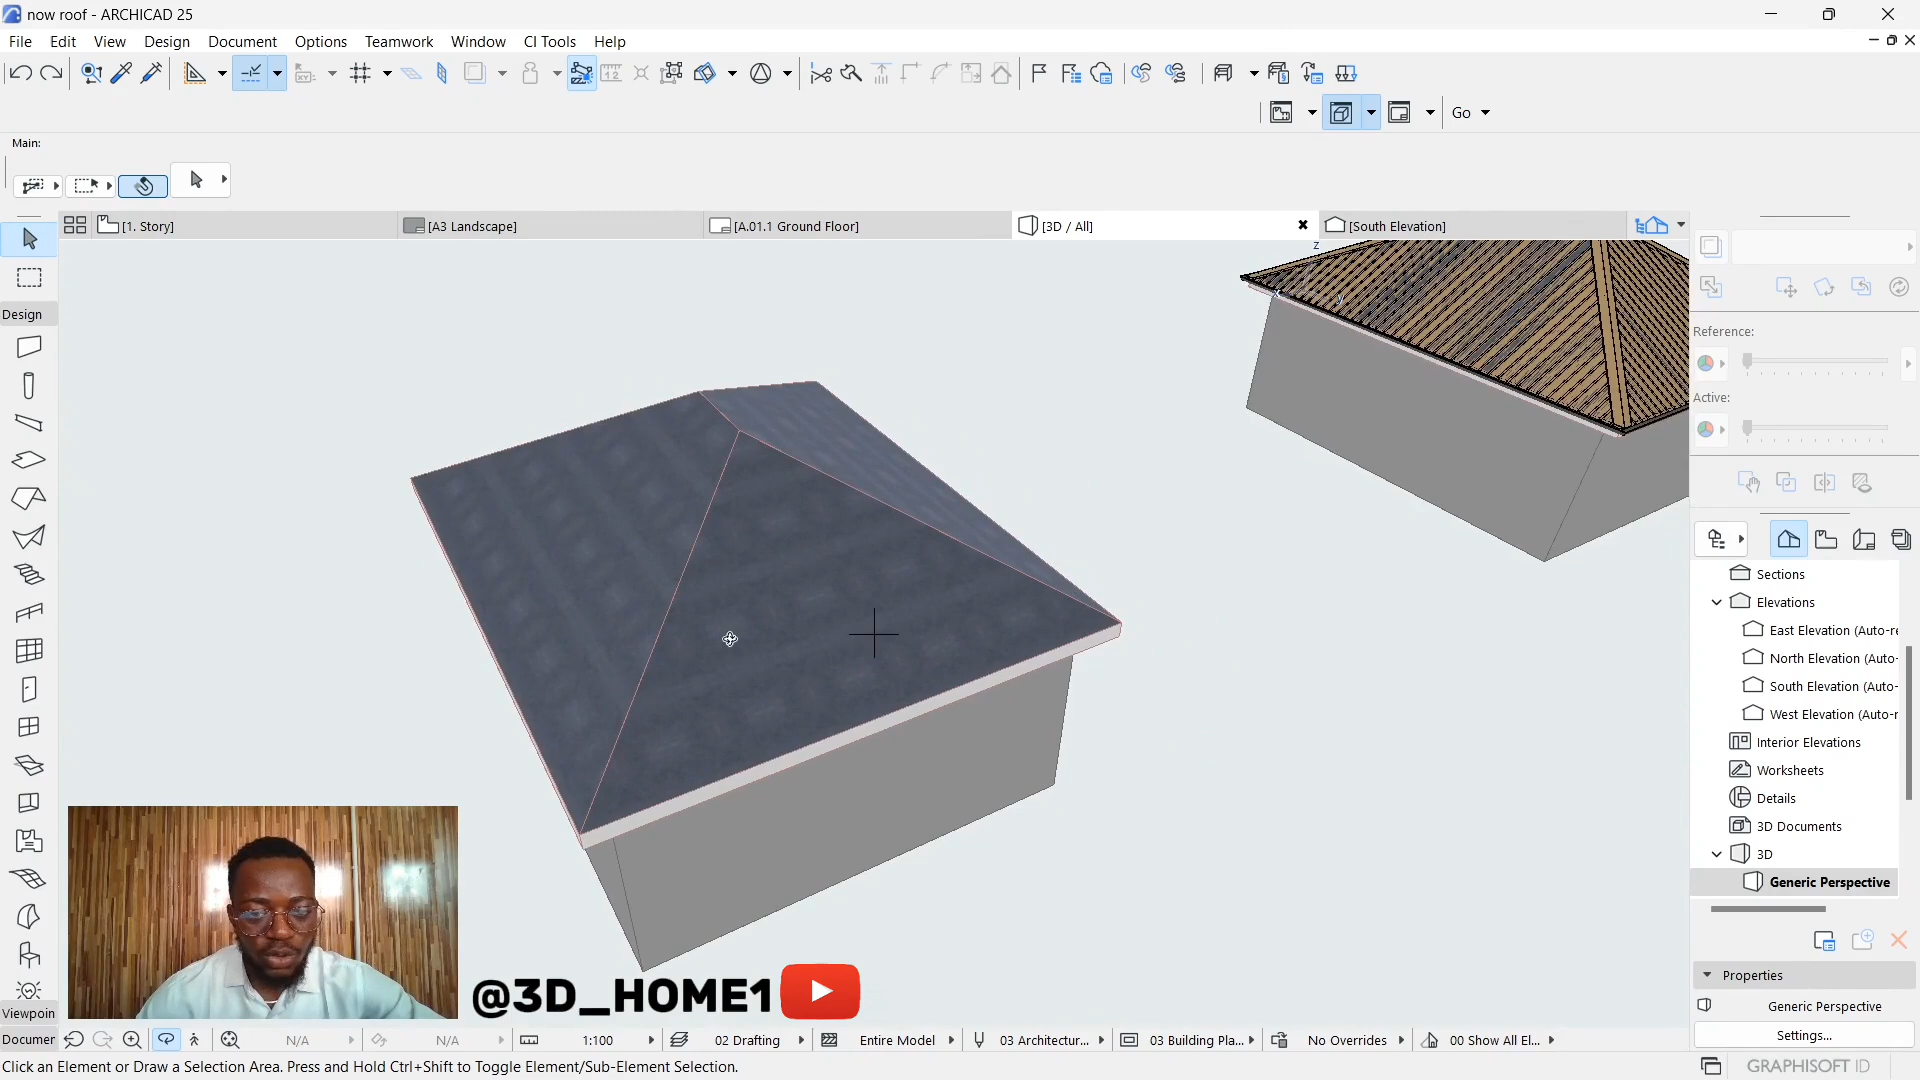 now roof - ARCHICAD 25
File Edit View Design Document Options Teamwork Window CI Tools Help
Go
Main:
[1. Story] [A3 Landscape] [A.01.1 Ground Floor] [3D / All] [South Elevation]
z
x y
Design
Reference:
Active:
Sections
Elevations
East Elevation (Auto-re
North Elevation (Auto-
South Elevation (Auto-
West Elevation (Auto-r
Interior Elevations
Worksheets
Details
3D Documents
3D
Generic Perspective
Properties
Generic Perspective
Settings...
@3D_HOME1
Viewpoin
Documer
N/A N/A 1:100 02 Drafting Entire Model 03 Architectur... 03 Building Pla... No Overrides 00 Show All El...
Click an Element or Draw a Selection Area. Press and Hold Ctrl+Shift to Toggle Element/Sub-Element Selection.
GRAPHISOFT ID